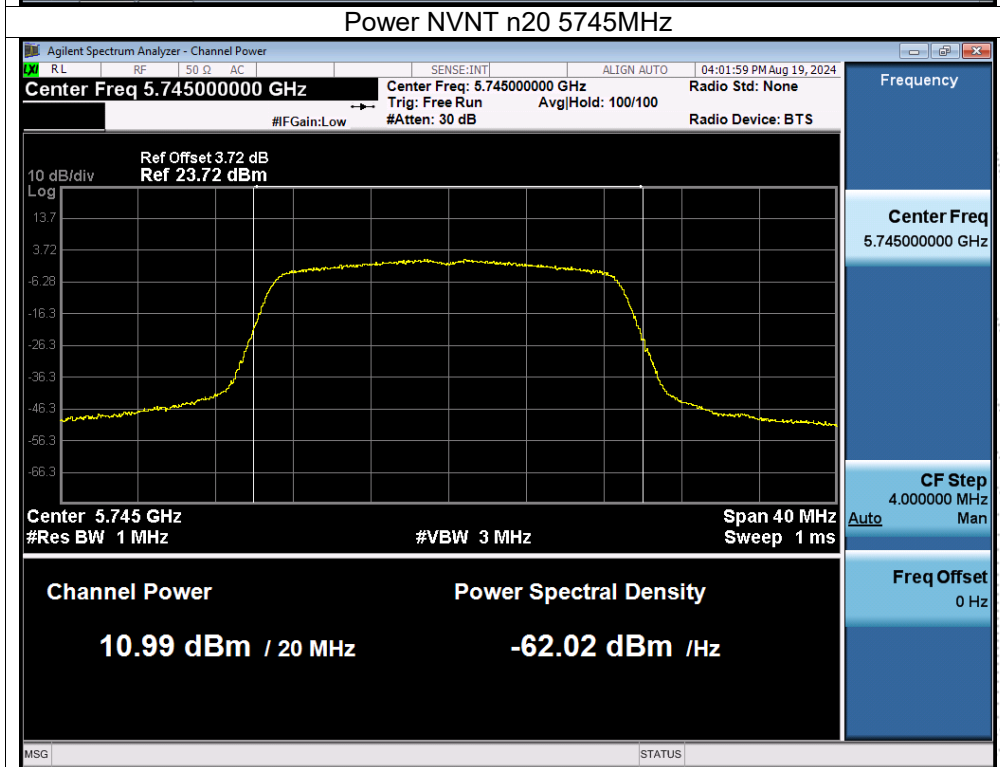 Power NVNT n20 5745MHz
Agilent Spectrum Analyzer - Channel Power
LXI RL RF 50 Ω AC SENSE:INT ALIGN AUTO 04:01:59 PM Aug 19, 2024
Center Freq 5.745000000 GHz
Center Freq: 5.745000000 GHz Radio Std: None
Trig: Free Run Avg|Hold: 100/100
#IFGain:Low #Atten: 30 dB Radio Device: BTS
Ref Offset 3.72 dB
10 dB/div Ref 23.72 dBm
Log
13.7
3.72
-6.28
-16.3
-26.3
-36.3
-46.3
-56.3
-66.3
Center 5.745 GHz Span 40 MHz
#Res BW 1 MHz #VBW 3 MHz Sweep 1 ms
Channel Power Power Spectral Density
10.99 dBm / 20 MHz -62.02 dBm /Hz
Frequency
Center Freq
5.745000000 GHz
CF Step
4.000000 MHz
Auto Man
Freq Offset
0 Hz
MSG STATUS